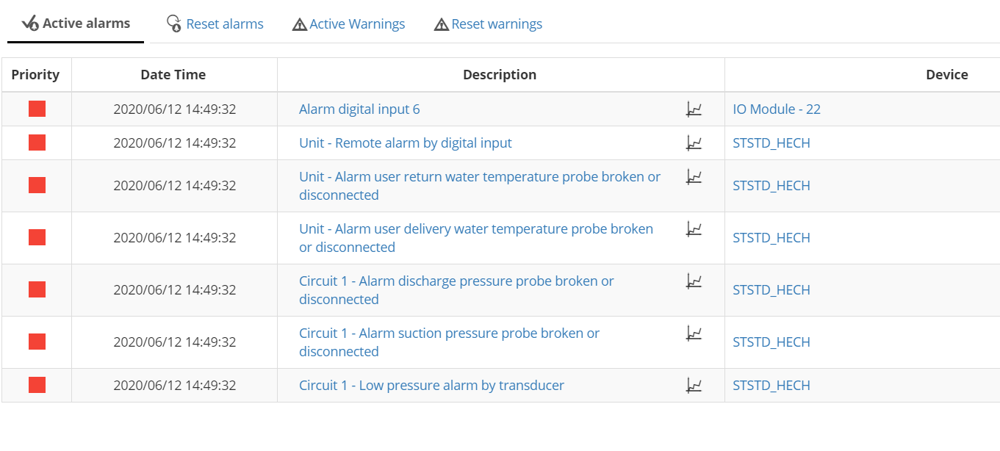 Active alarms Reset alarms Active Warnings Reset warnings
Priority Date Time Description Device
2020/06/12 14:49:32 Alarm digital input 6 IO Module - 22
2020/06/12 14:49:32 Unit - Remote alarm by digital input STSTD_HECH
2020/06/12 14:49:32 Unit - Alarm user return water temperature probe broken or
disconnected STSTD_HECH
2020/06/12 14:49:32 Unit - Alarm user delivery water temperature probe broken
or disconnected STSTD_HECH
2020/06/12 14:49:32 Circuit 1 - Alarm discharge pressure probe broken or
disconnected STSTD_HECH
2020/06/12 14:49:32 Circuit 1 - Alarm suction pressure probe broken or
disconnected STSTD_HECH
2020/06/12 14:49:32 Circuit 1 - Low pressure alarm by transducer STSTD_HECH